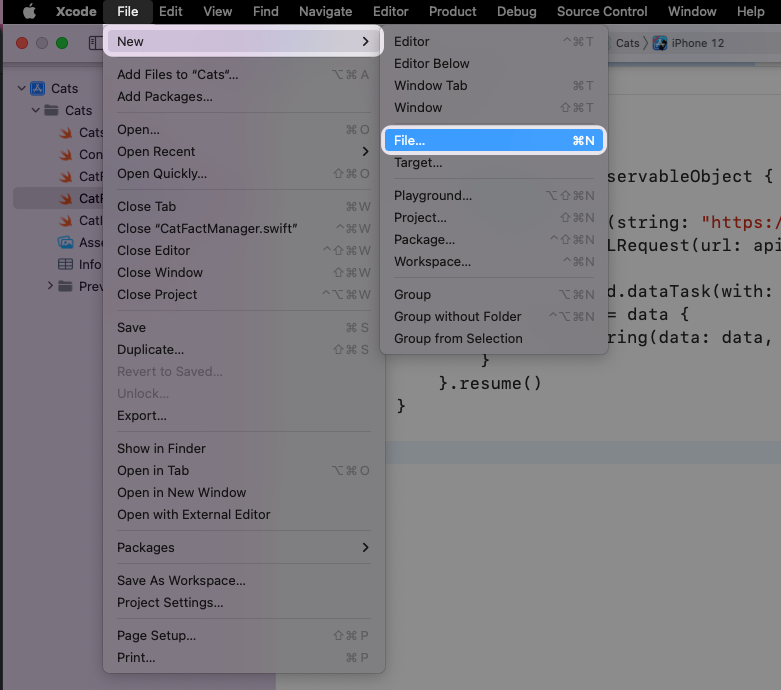 Xcode File Edit View Find Navigate Editor Product Debug Source Control Window Help
New
Add Files to “Cats”... ⌥⌘A
Add Packages...
Open... ⌘O
Open Recent
Open Quickly... ⇧⌘O
Close Tab ⌘W
Close “CatFactManager.swift” ⌃⌘W
Close Editor ⌃⇧⌘W
Close Window ⇧⌘W
Close Project ⌃⌥⌘W
Save ⌘S
Duplicate... ⇧⌘S
Revert to Saved...
Unlock...
Export...
Show in Finder
Open in Tab ⌥⌘O
Open in New Window
Open with External Editor
Packages
Save As Workspace...
Project Settings...
Page Setup... ⇧⌘P
Print... ⌘P
Editor ⌃⌘T
Editor Below
Window Tab ⌘T
Window ⇧⌘T
File... ⌘N
Target...
Playground... ⌥⇧⌘N
Project... ⇧⌘N
Package... ⌃⇧⌘N
Workspace... ⌃⌘N
Group ⌥⌘N
Group without Folder ⌃⌥⌘N
Group from Selection
Cats
Cats
Cats
Con
CatF
CatF
CatI
Asse
Info
Prev
Cats 〉 iPhone 12
servableObject {
(string: "https:/
LRequest(url: api
d.dataTask(with:
= data {
ring(data: data,
}
}.resume()
}